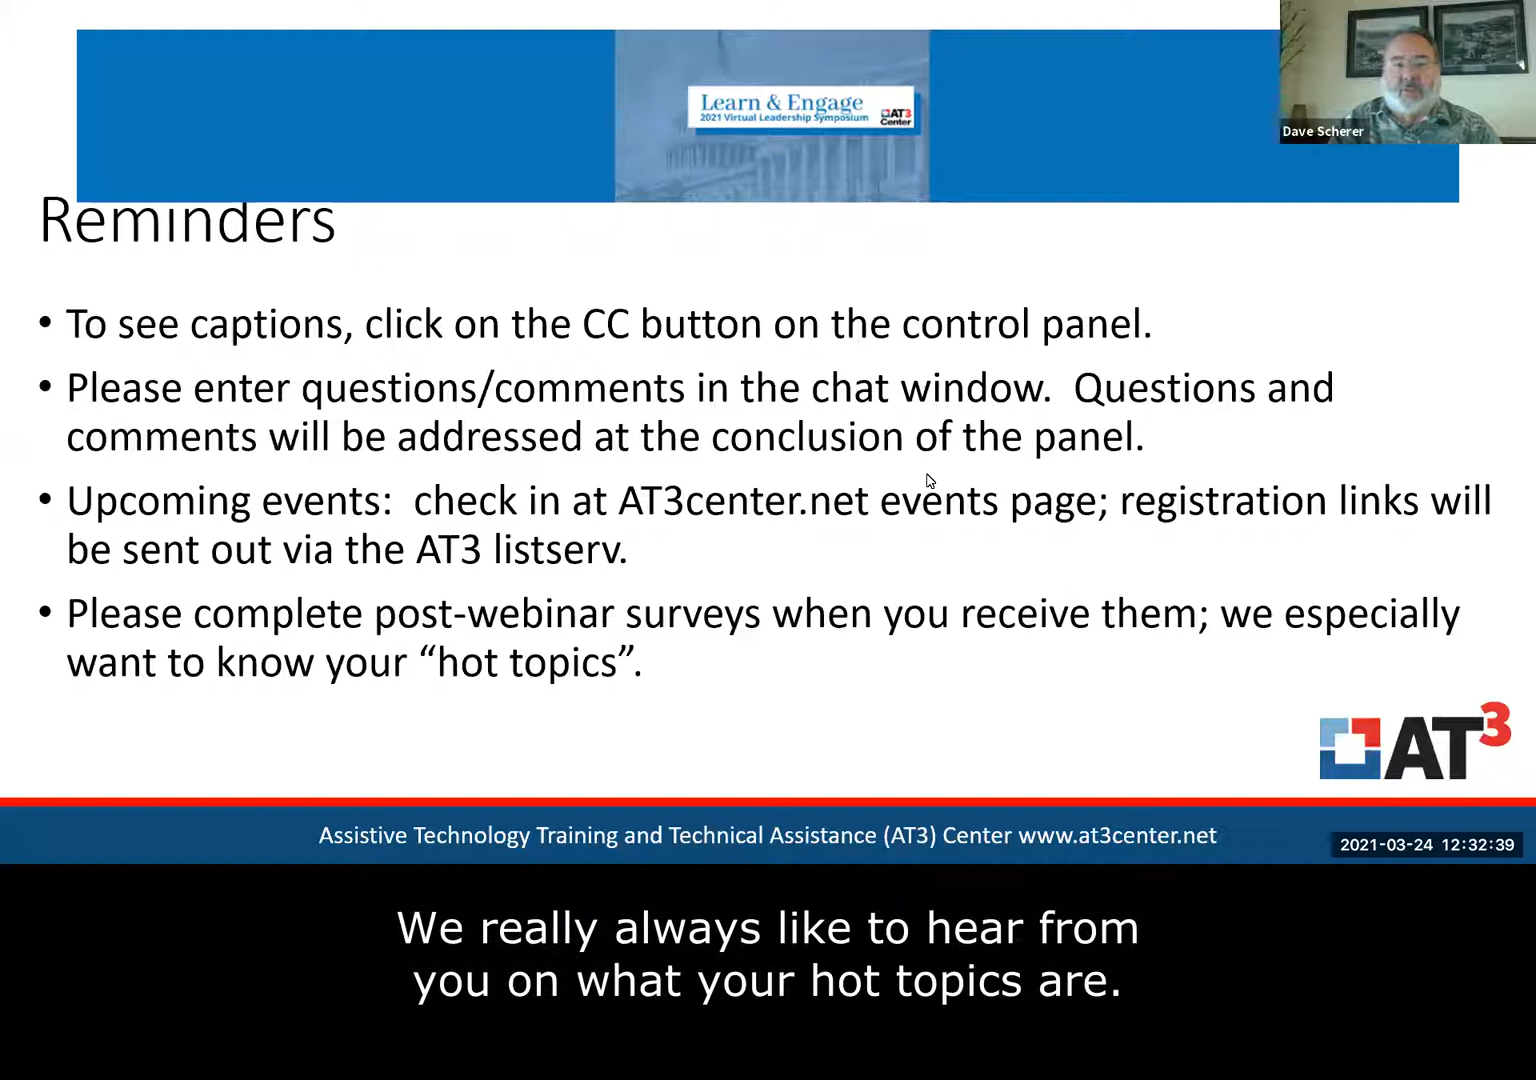 Learn & Engage
2021 Virtual Leadership Symposium
AT3
Center
Dave Scherer
Reminders
• To see captions, click on the CC button on the control panel.
• Please enter questions/comments in the chat window.  Questions and
comments will be addressed at the conclusion of the panel.
• Upcoming events:  check in at AT3center.net events page; registration links will
be sent out via the AT3 listserv.
• Please complete post-webinar surveys when you receive them; we especially
want to know your “hot topics”.
AT3
Assistive Technology Training and Technical Assistance (AT3) Center www.at3center.net
2021-03-24 12:32:39
We really always like to hear from
you on what your hot topics are.